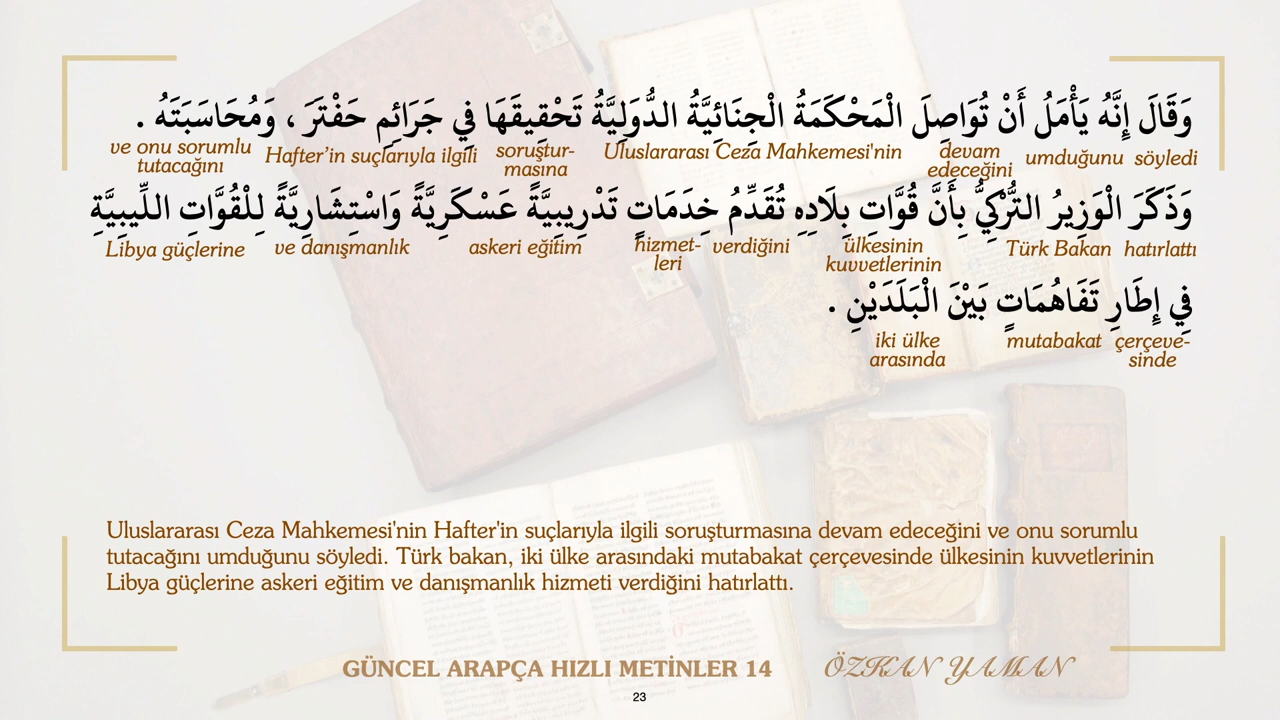 وَقَالَ إِنَّهُ يَأْمَلُ أَنْ تُوَاصِلَ الْمَحْكَمَةُ الْجِنَائِيَّةُ الدُّوَلِيَّةُ تَحْقِيقَهَا فِي جَرَائِمِ حَفْتَرَ ، وَمُحَاسَبَتَهُ .
söyledi umduğunu devam edeceğini Uluslararası Ceza Mahkemesi'nin soruştur-masına Hafter'in suçlarıyla ilgili ve onu sorumlu tutacağını
وَذَكَرَ الْوَزِيرُ التُّرْكِيُّ بِأَنَّ قُوَّاتِ بِلَادِهِ تُقَدِّمُ خِدَمَاتٍ تَدْرِيبِيَّةً عَسْكَرِيَّةً وَاسْتِشَارِيَّةً لِلْقُوَّاتِ اللِّيبِيَّةِ
hatırlattı Türk Bakan ülkesinin kuvvetlerinin verdiğini hizmet-leri askeri eğitim ve danışmanlık Libya güçlerine
فِي إِطَارِ تَفَاهُمَاتٍ بَيْنَ الْبَلَدَيْنِ .
çerçeve-sinde mutabakat iki ülke arasında
Uluslararası Ceza Mahkemesi'nin Hafter'in suçlarıyla ilgili soruşturmasına devam edeceğini ve onu sorumlu
tutacağını umduğunu söyledi. Türk bakan, iki ülke arasındaki mutabakat çerçevesinde ülkesinin kuvvetlerinin
Libya güçlerine askeri eğitim ve danışmanlık hizmeti verdiğini hatırlattı.
GÜNCEL ARAPÇA HIZLI METİNLER 14 ÖZKAN YAMAN
23